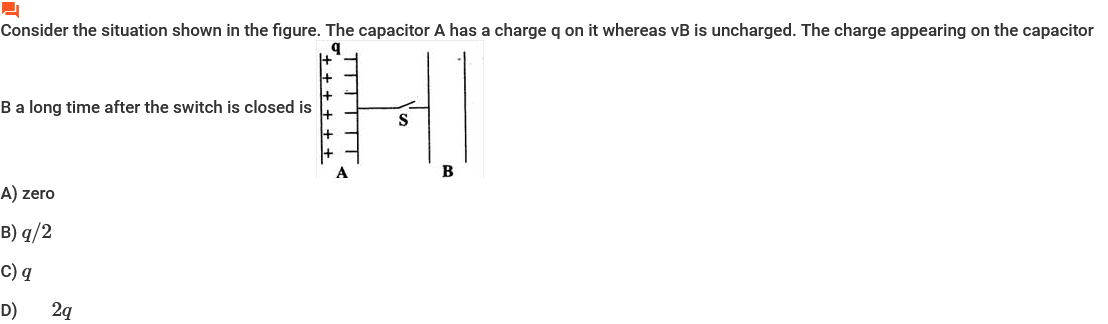 Consider the situation shown in the figure. The capacitor A has a charge q on it whereas vB is uncharged. The charge appearing on the capacitor
q
B a long time after the switch is closed is
S
A B
A) zero
B) q/2
C) q
D) 2q